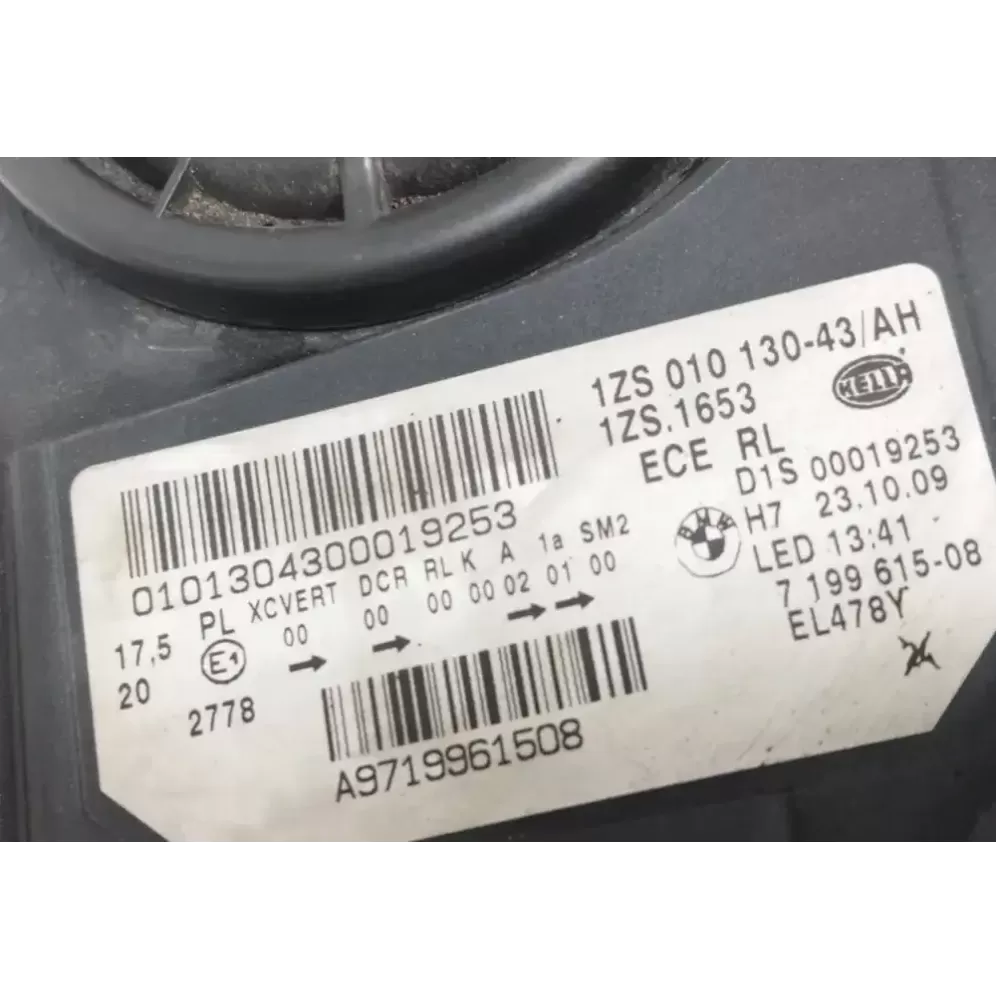 1ZS 010 130-43/AH
1ZS.1653
HELLA
ECE RL
D1S 00019253
BMW
H7 23.10.09
LED 13:41
7 199 615-08
EL478Y
0101304300019253
PL XCVERT DCR RL K A 1a SM2
17,5 E1 00 00 00 00 02 01 00
20
2778
A9719961508